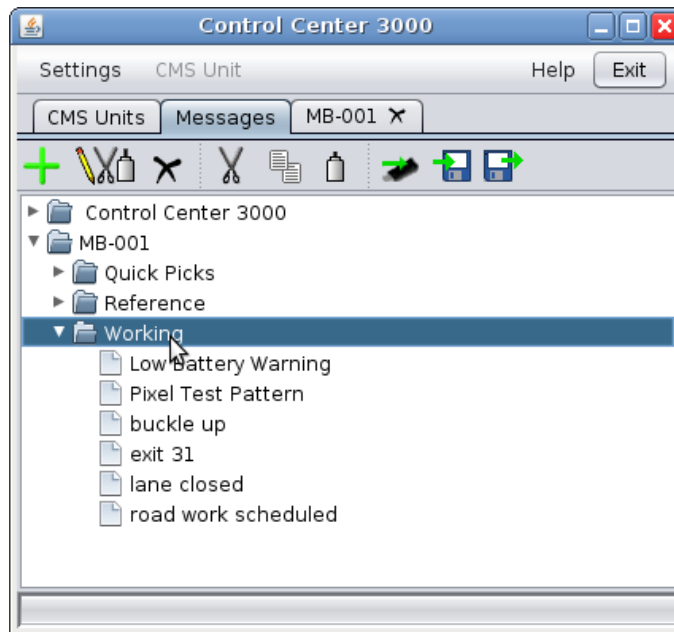 Control Center 3000
Settings CMS Unit Help Exit
CMS Units Messages MB-001
Control Center 3000
MB-001
Quick Picks
Reference
Working
Low Battery Warning
Pixel Test Pattern
buckle up
exit 31
lane closed
road work scheduled